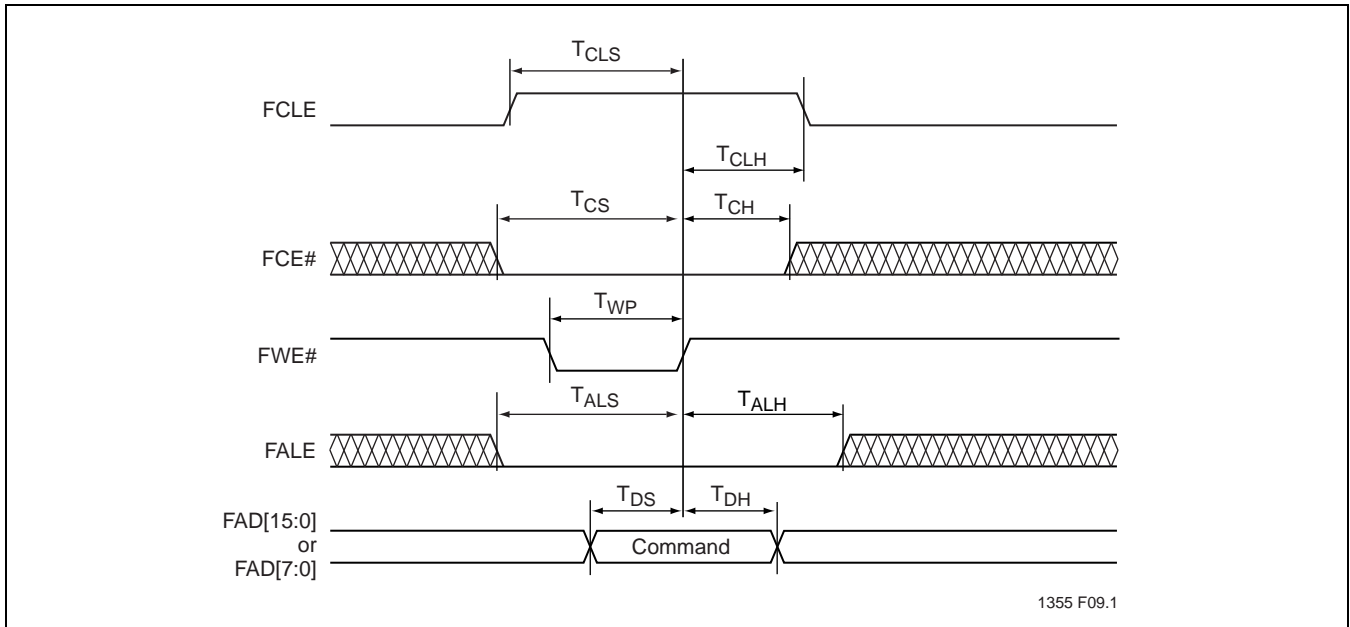 TCLS
FCLE
TCLH
TCS
TCH
FCE#
TWP
FWE#
TALS
TALH
FALE
TDS
TDH
FAD[15:0]
or
FAD[7:0]
Command
1355 F09.1